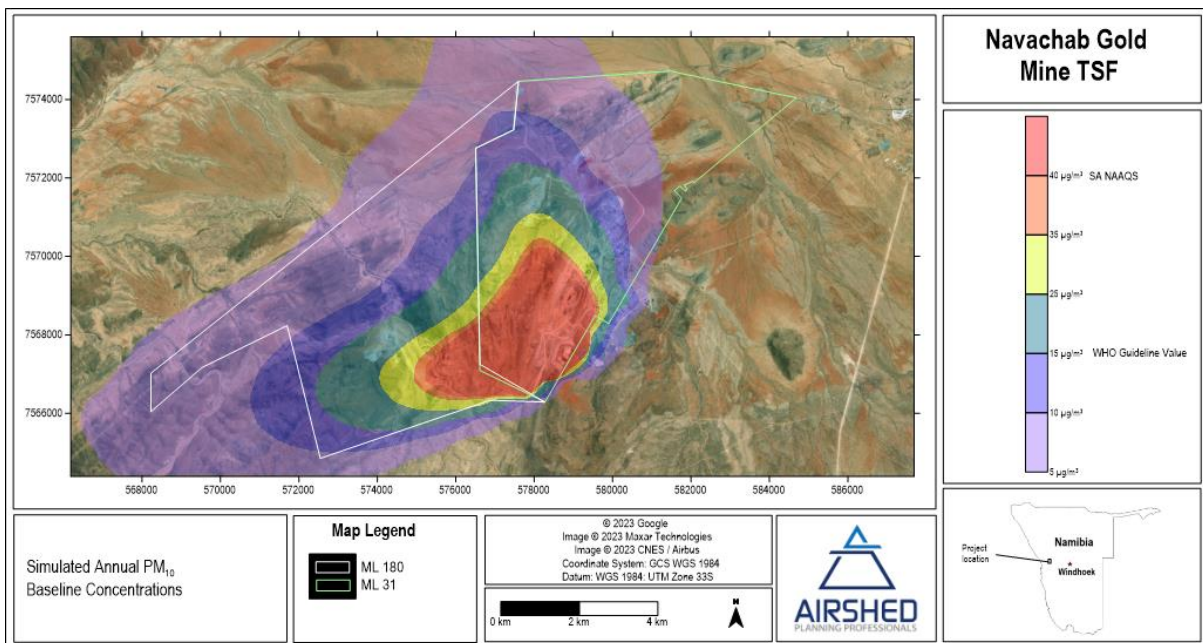 Navachab Gold
Mine TSF
7574000
7572000
7570000
7568000
7566000
568000
570000
572000
574000
576000
578000
580000
582000
584000
586000
40 µg/m³ SA NAAQS
35 µg/m³
25 µg/m³
15 µg/m³ WHO Guideline Value
10 µg/m³
5 µg/m³
Simulated Annual PM₁₀
Baseline Concentrations
Map Legend
ML 180
ML 31
© 2023 Google
Image © 2023 Maxar Technologies
Image © 2023 CNES / Airbus
Coordinate System: GCS WGS 1984
Datum: WGS 1984: UTM Zone 33S
0 km 2 km 4 km
N
AIRSHED
PLANNING PROFESSIONALS
Namibia
Project
location
Windhoek